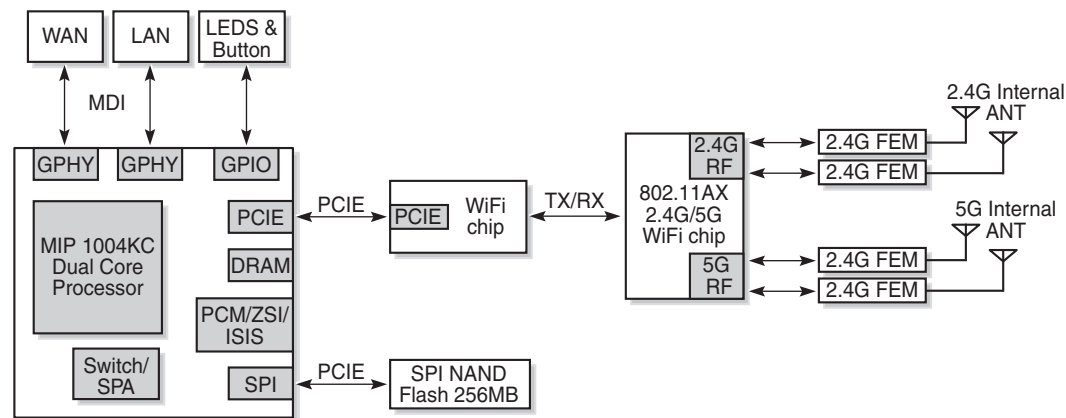 WAN
LAN
LEDS &
Button
MDI
GPHY
GPHY
GPIO
MIP 1004KC
Dual Core
Processor
Switch/
SPA
PCIE
DRAM
PCM/ZSI/
ISIS
SPI
PCIE
PCIE
WiFi
chip
PCIE
SPI NAND
Flash 256MB
TX/RX
2.4G
RF
802.11AX
2.4G/5G
WiFi chip
5G
RF
2.4G Internal
ANT
2.4G FEM
2.4G FEM
5G Internal
ANT
2.4G FEM
2.4G FEM